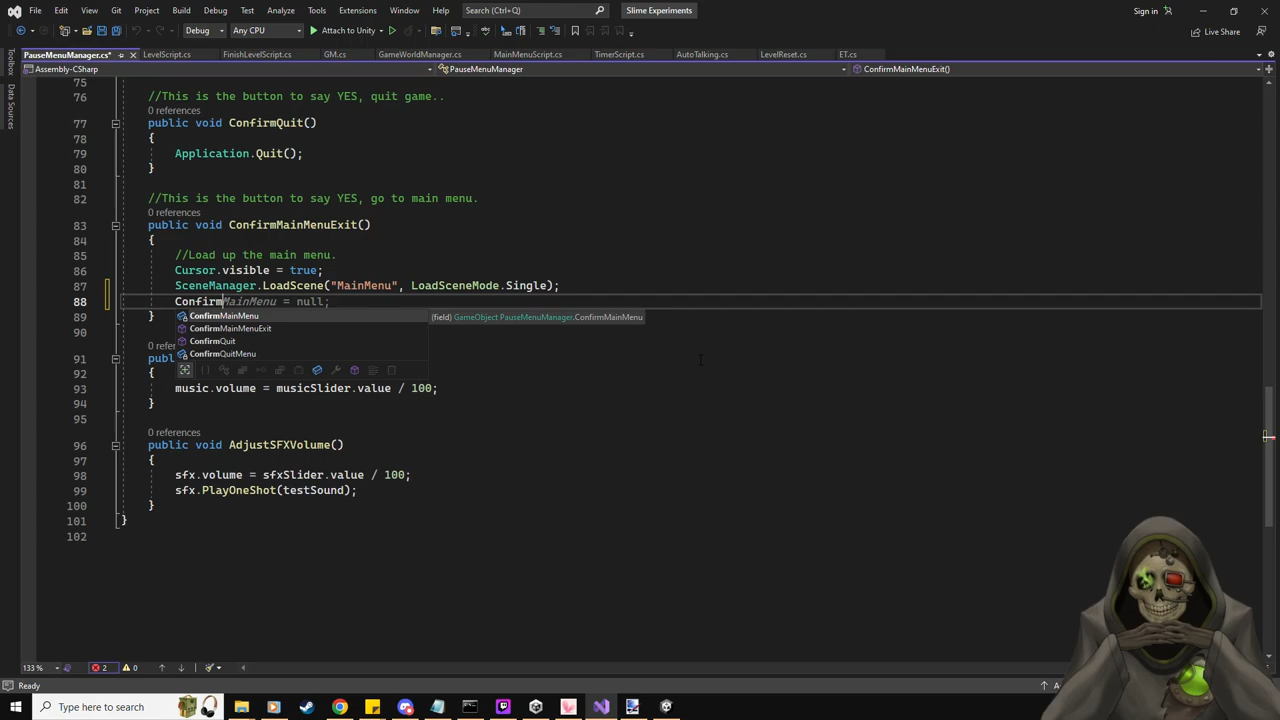 File Edit View Git Project Build Debug Test Analyze Tools Extensions Window Help Search (Ctrl+Q) Slime Experiments Sign in
Debug Any CPU Attach to Unity Live Share
PauseMenuManager.cs* LevelScript.cs FinishLevelScript.cs GM.cs GameWorldManager.cs MainMenuScript.cs TimerScript.cs AutoTalking.cs LevelReset.cs ET.cs
Assembly-CSharp PauseMenuManager ConfirmMainMenuExit()
Toolbox
Data Sources
75
76 //This is the button to say YES, quit game..
0 references
77 public void ConfirmQuit()
78 {
79 Application.Quit();
80 }
81
82 //This is the button to say YES, go to main menu.
0 references
83 public void ConfirmMainMenuExit()
84 {
85 //Load up the main menu.
86 Cursor.visible = true;
87 SceneManager.LoadScene("MainMenu", LoadSceneMode.Single);
88 ConfirmMainMenu = null;
89 }
ConfirmMainMenu (field) GameObject PauseMenuManager.ConfirmMainMenu
ConfirmMainMenuExit
90
ConfirmQuit
0 ref
ConfirmQuitMenu
91 pub
92 {
93 music.volume = musicSlider.value / 100;
94 }
95
0 references
96 public void AdjustSFXVolume()
97 {
98 sfx.volume = sfxSlider.value / 100;
99 sfx.PlayOneShot(testSound);
100 }
101 }
102
133 % 2 0
Ready
Type here to search